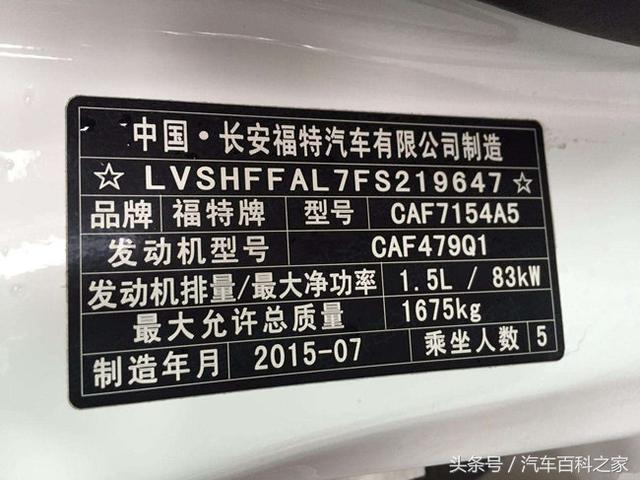 中国·长安福特汽车有限公司制造
☆LVSHFFAL7FS219647☆
品牌 福特牌 型号 CAF7154A5
发动机型号 CAF479Q1
发动机排量/最大净功率 1.5L / 83kW
最大允许总质量 1675kg
制造年月 2015-07 乘坐人数 5
头条号 / 汽车百科之家